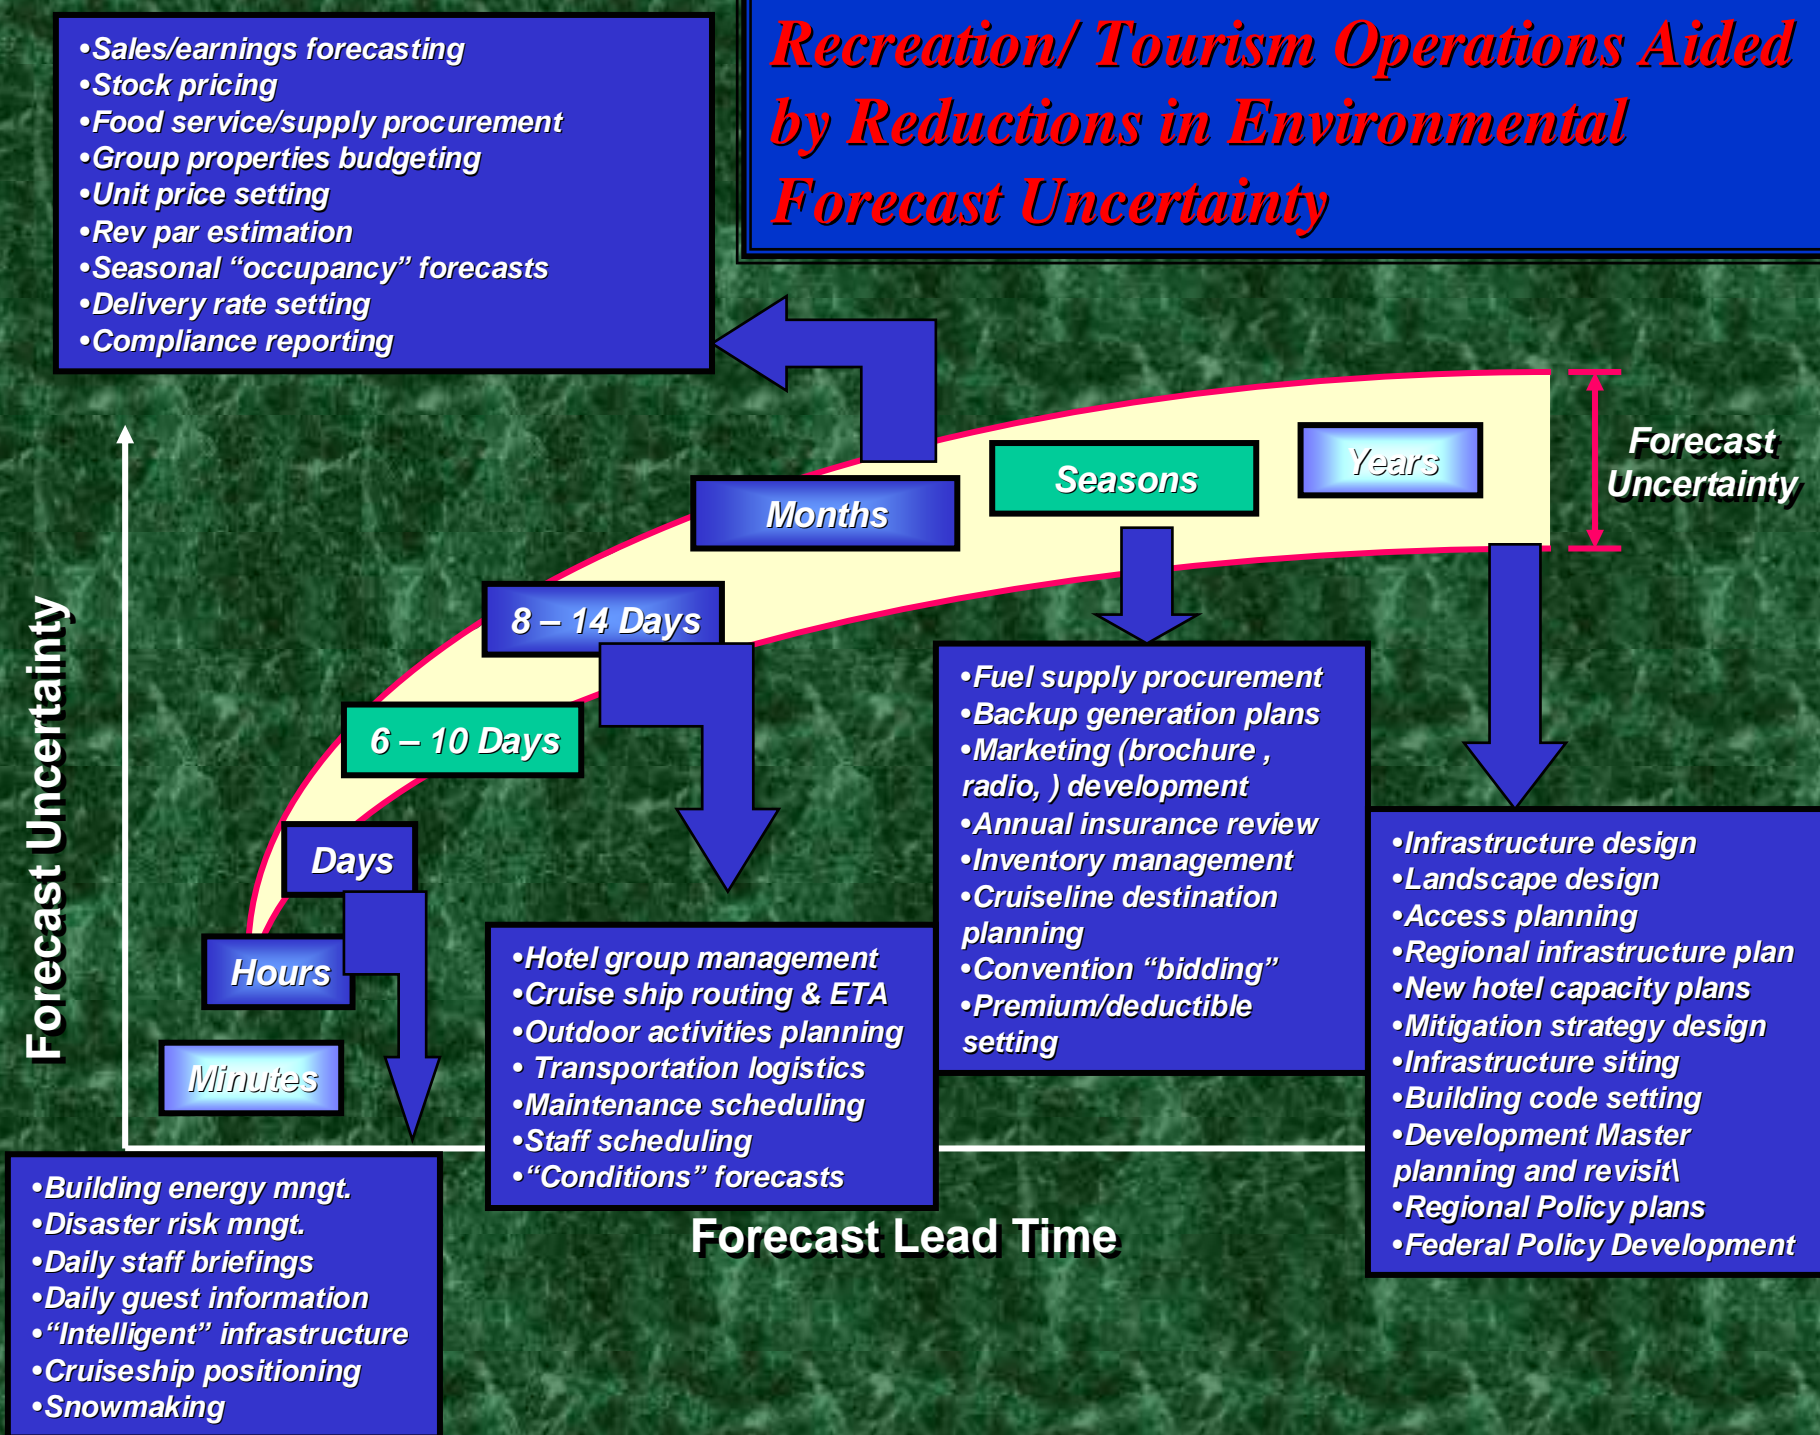 Recreation/ Tourism Operations Aided
by Reductions in Environmental
Forecast Uncertainty
•Sales/earnings forecasting
•Stock pricing
•Food service/supply procurement
•Group properties budgeting
•Unit price setting
•Rev par estimation
•Seasonal “occupancy” forecasts
•Delivery rate setting
•Compliance reporting
Forecast
Uncertainty
Years
Seasons
Months
8 – 14 Days
6 – 10 Days
Days
Hours
Minutes
Forecast Uncertainty
•Fuel supply procurement
•Backup generation plans
•Marketing (brochure ,
radio, ) development
•Annual insurance review
•Inventory management
•Cruiseline destination
planning
•Convention “bidding”
•Premium/deductible
setting
•Infrastructure design
•Landscape design
•Access planning
•Regional infrastructure plan
•New hotel capacity plans
•Mitigation strategy design
•Infrastructure siting
•Building code setting
•Development Master
planning and revisit\
•Regional Policy plans
•Federal Policy Development
•Hotel group management
•Cruise ship routing & ETA
•Outdoor activities planning
• Transportation logistics
•Maintenance scheduling
•Staff scheduling
•“Conditions” forecasts
•Building energy mngt.
•Disaster risk mngt.
•Daily staff briefings
•Daily guest information
•“Intelligent” infrastructure
•Cruiseship positioning
•Snowmaking
Forecast Lead Time